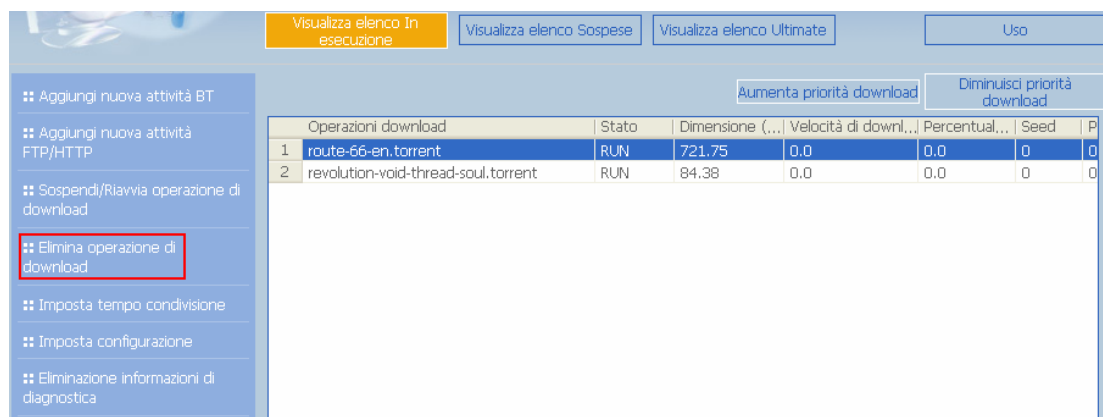 Visualizza elenco In
esecuzione
Visualizza elenco Sospese
Visualizza elenco Ultimate
Uso
Aggiungi nuova attività BT
Aggiungi nuova attività
FTP/HTTP
Sospendi/Riavvia operazione di
download
Elimina operazione di
download
Imposta tempo condivisione
Imposta configurazione
Eliminazione informazioni di
diagnostica
Aumenta priorità download
Diminuisci priorità
download
Operazioni download Stato Dimensione (... Velocità di downl... Percentual... Seed P
1 route-66-en.torrent RUN 721.75 0.0 0.0 0 0
2 revolution-void-thread-soul.torrent RUN 84.38 0.0 0.0 0 0